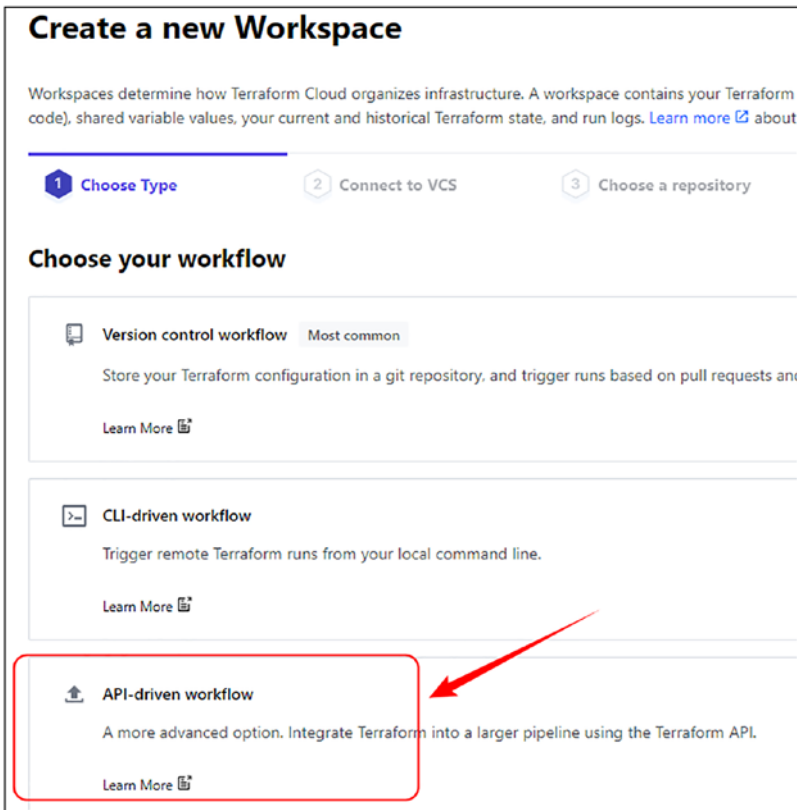 Create a new Workspace
Workspaces determine how Terraform Cloud organizes infrastructure. A workspace contains your Terraform
code), shared variable values, your current and historical Terraform state, and run logs. Learn more about
1 Choose Type 2 Connect to VCS 3 Choose a repository
Choose your workflow
Version control workflow Most common
Store your Terraform configuration in a git repository, and trigger runs based on pull requests and
Learn More
CLI-driven workflow
Trigger remote Terraform runs from your local command line.
Learn More
API-driven workflow
A more advanced option. Integrate Terraform into a larger pipeline using the Terraform API.
Learn More